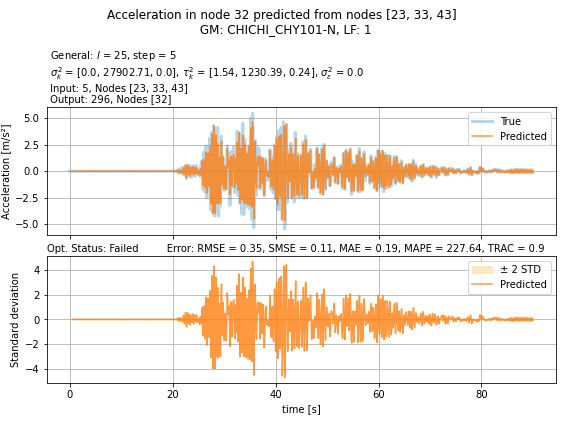 Acceleration in node 32 predicted from nodes [23, 33, 43]
GM: CHICHI_CHY101-N, LF: 1
General: l = 25, step = 5
σ²ₖ = [0.0, 27902.71, 0.0], τ²ₖ = [1.54, 1230.39, 0.24], σ²ε = 0.0
Input: 5, Nodes [23, 33, 43]
Output: 296, Nodes [32]
5.0
2.5
0.0
−2.5
−5.0
Acceleration [m/s²]
True
Predicted
Opt. Status: Failed Error: RMSE = 0.35, SMSE = 0.11, MAE = 0.19, MAPE = 227.64, TRAC = 0.9
4
2
0
−2
−4
Standard deviation
± 2 STD
Predicted
0 20 40 60 80
time [s]